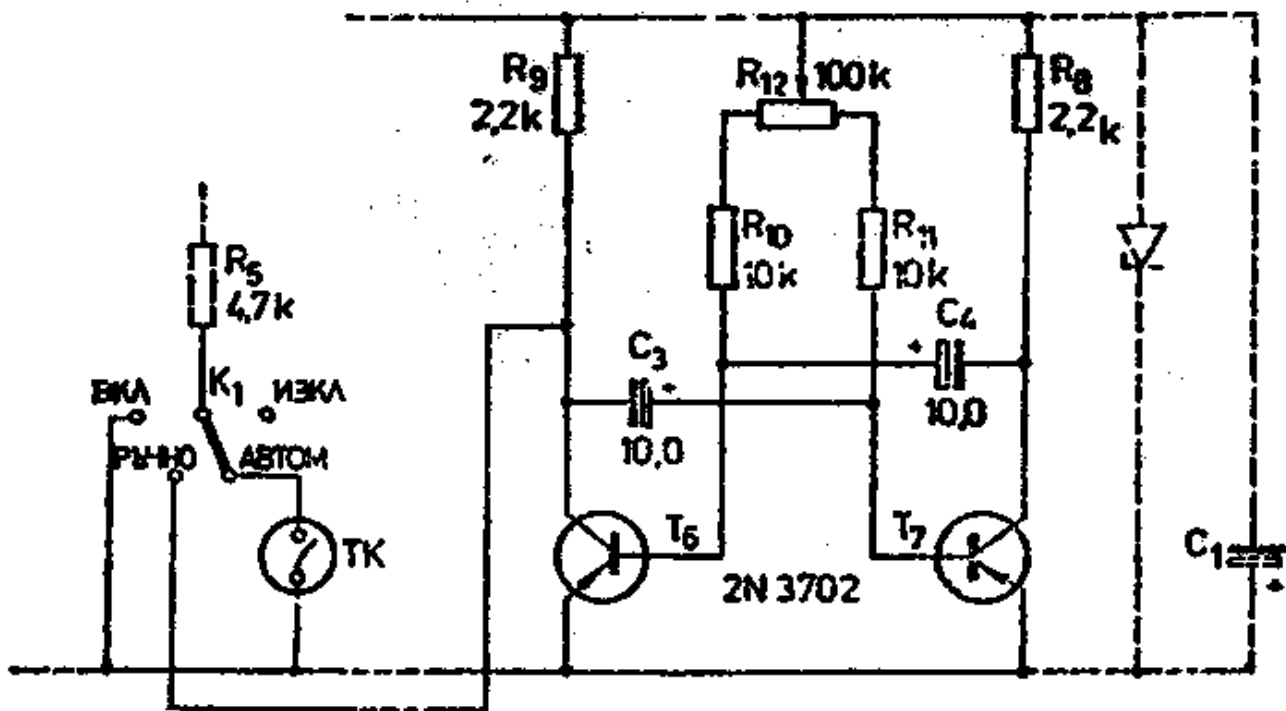 R9
2,2k
R12 100k
R8
2,2k
R10
10k
R11
10k
R5
4,7k
C3
10,0
C4
10,0
K1
ВКЛ
ИЗКЛ
РЪЧНО
АВТОМ
TK
T6
T7
2N 3702
C1